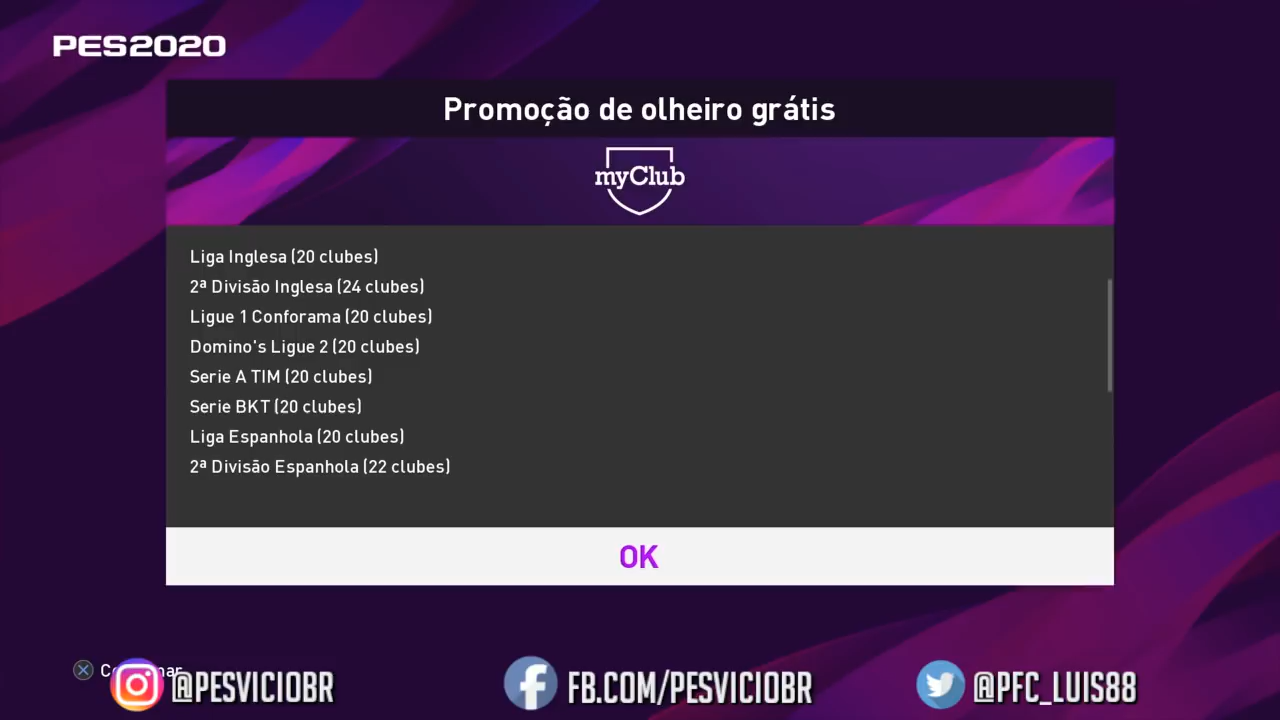 PES2020
Promoção de olheiro grátis
myClub
Liga Inglesa (20 clubes)
2ª Divisão Inglesa (24 clubes)
Ligue 1 Conforama (20 clubes)
Domino's Ligue 2 (20 clubes)
Serie A TIM (20 clubes)
Serie BKT (20 clubes)
Liga Espanhola (20 clubes)
2ª Divisão Espanhola (22 clubes)
OK
@PESVICIOBR
FB.COM/PESVICIOBR
@PFC_LUIS88